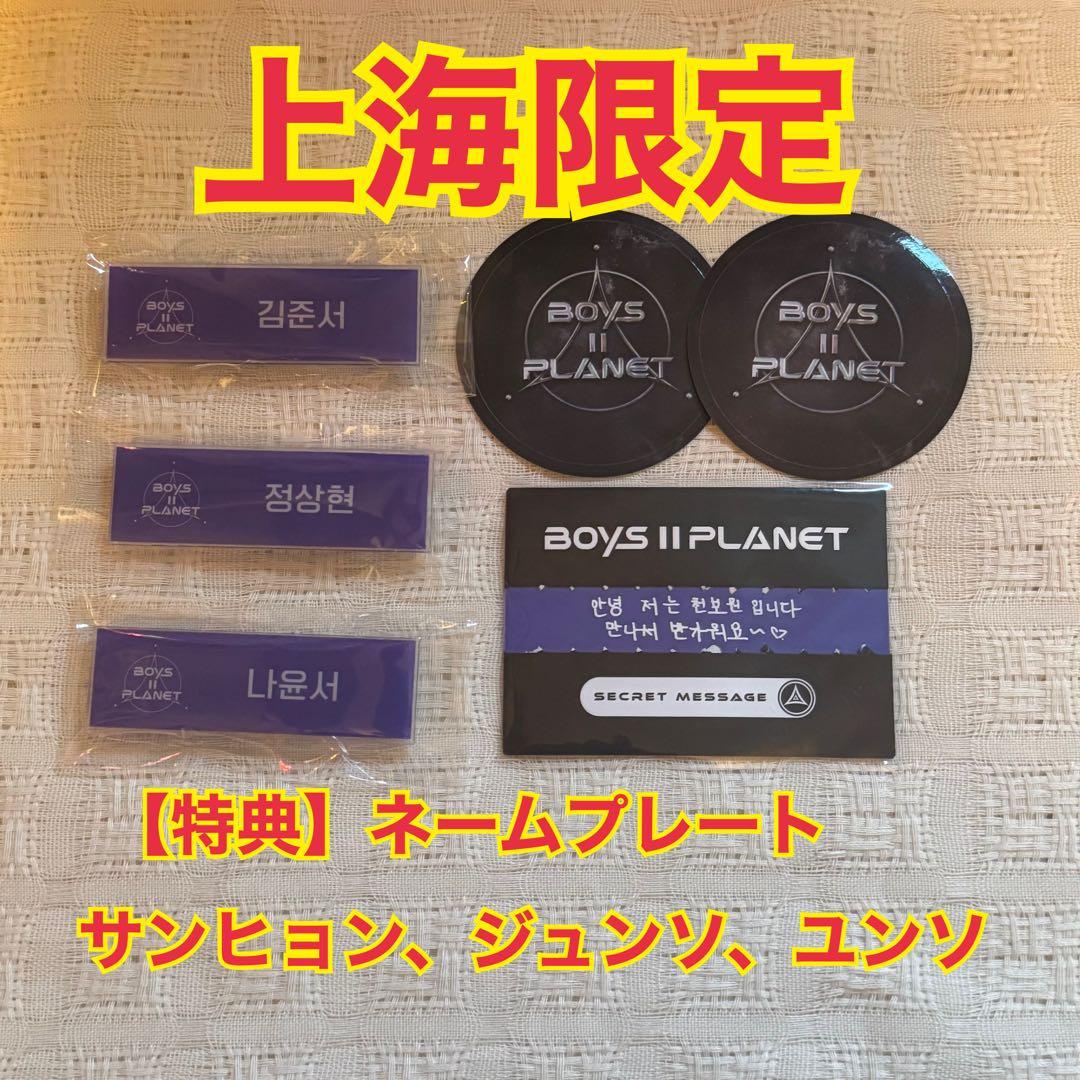 上海限定
BOYS
II
PLANET
김준서
BOYS
II
PLANET
정상현
BOYS
II
PLANET
나윤서
BOYS
II
PLANET
BOYS
II
PLANET
BOYS II PLANET
안녕 저는 천보원 입니다
만나서 반가워요~♡
SECRET MESSAGE
【特典】ネームプレート
サンヒョン、ジュンソ、ユンソ